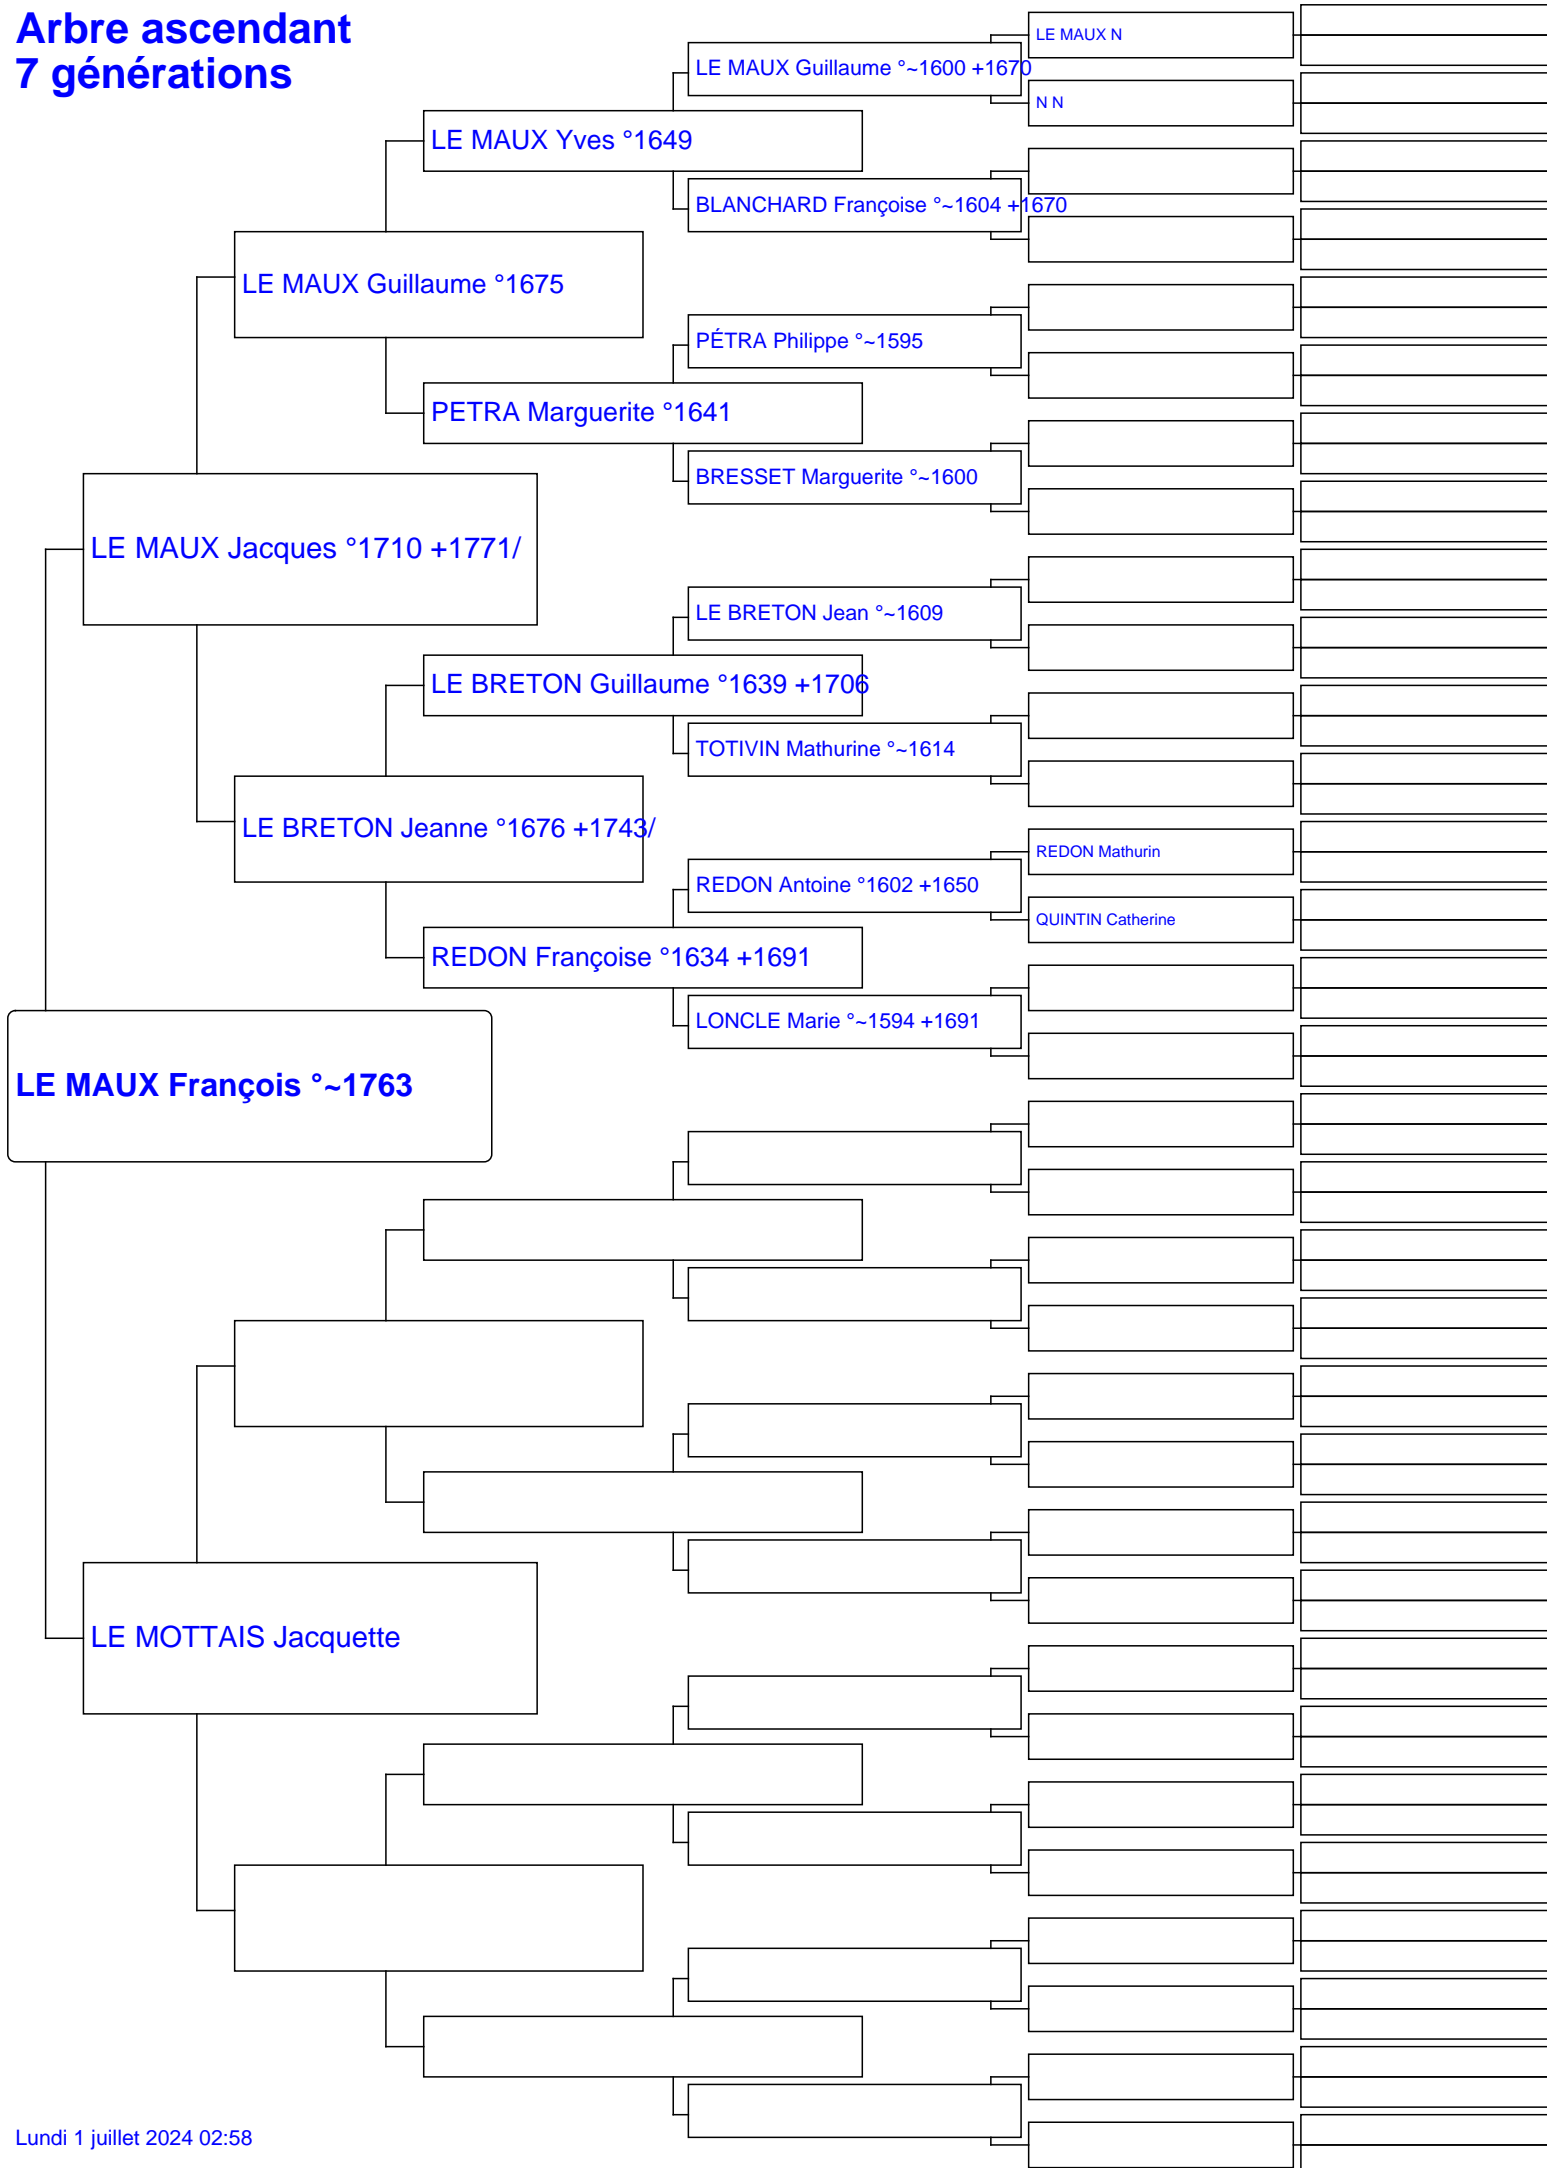 Arbre ascendant
7 générations
LE MAUX N
LE MAUX Guillaume °~1600 +1670
N N
LE MAUX Yves °1649
BLANCHARD Françoise °~1604 +1670
LE MAUX Guillaume °1675
PÉTRA Philippe °~1595
PETRA Marguerite °1641
BRESSET Marguerite °~1600
LE MAUX Jacques °1710 +1771/
LE BRETON Jean °~1609
LE BRETON Guillaume °1639 +1706
TOTIVIN Mathurine °~1614
LE BRETON Jeanne °1676 +1743/
REDON Mathurin
REDON Antoine °1602 +1650
QUINTIN Catherine
REDON Françoise °1634 +1691
LONCLE Marie °~1594 +1691
LE MAUX François °~1763
LE MOTTAIS Jacquette
Lundi 1 juillet 2024 02:58